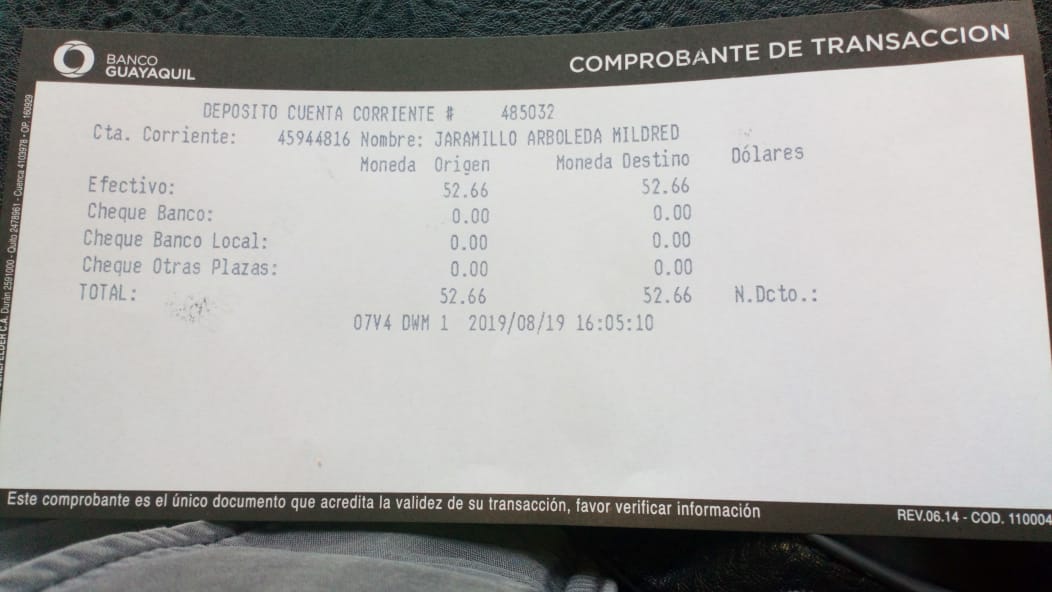 BANCO
GUAYAQUIL
COMPROBANTE DE TRANSACCION
DEPOSITO CUENTA CORRIENTE # 485032
Cta. Corriente: 45944816 Nombre: JARAMILLO ARBOLEDA MILDRED
Moneda Origen Moneda Destino Dólares
Efectivo: 52.66 52.66
Cheque Banco: 0.00 0.00
Cheque Banco Local: 0.00 0.00
Cheque Otras Plazas: 0.00 0.00
TOTAL: 52.66 52.66 N.Dcto.:
07V4 DWM 1 2019/08/19 16:05:10
Este comprobante es el único documento que acredita la validez de su transacción, favor verificar información
REV.06.14 - COD. 110004
C.A. Durán 2591000 - Quito 2478961 - Cuenca 4103978 - OP. 160929